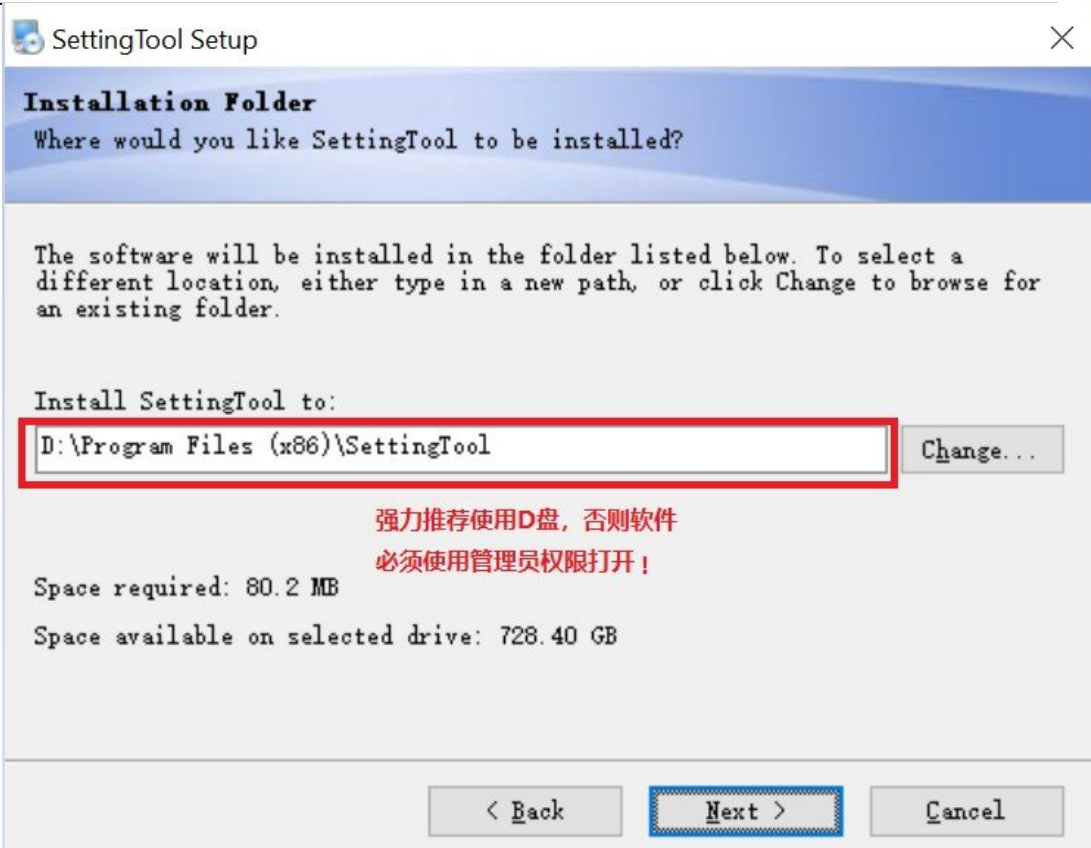 SettingTool Setup
Installation Folder
Where would you like SettingTool to be installed?
The software will be installed in the folder listed below. To select a
different location, either type in a new path, or click Change to browse for
an existing folder.
Install SettingTool to:
D:\Program Files (x86)\SettingTool
Change...
强力推荐使用D盘，否则软件
必须使用管理员权限打开！
Space required: 80.2 MB
Space available on selected drive: 728.40 GB
< Back
Next >
Cancel